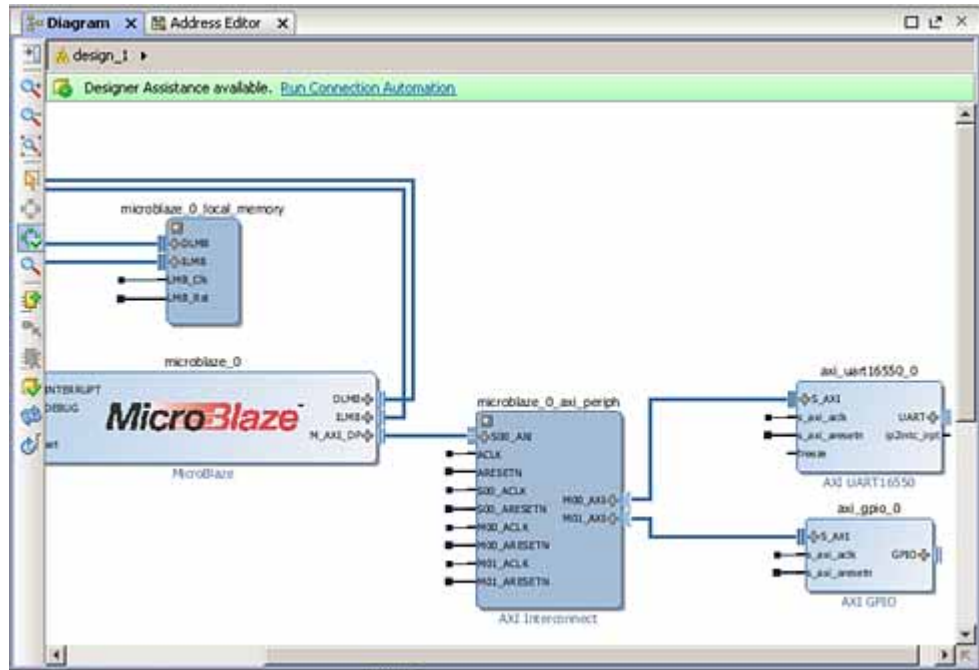 Diagram X Address Editor X
design_1
Designer Assistance available. Run Connection Automation
microblaze_0_local_memory
DLMB
ILMB
LMB_Clk
LMB_Rst
microblaze_0
INTERRUPT
DEBUG
MicroBlaze
DLMB
ILMB
M_AXI_DP
MicroBlaze
microblaze_0_axi_periph
S00_AXI
ACLK
ARESETN
S00_ACLK
S00_ARESETN
M00_ACLK
M00_ARESETN
M01_ACLK
M01_ARESETN
M00_AXI
M01_AXI
AXI Interconnect
axi_uart16550_0
S_AXI
s_axi_aclk
s_axi_aresetn
freeze
UART
ip2intc_irpt
AXI UART16550
axi_gpio_0
S_AXI
s_axi_aclk
s_axi_aresetn
GPIO
AXI GPIO